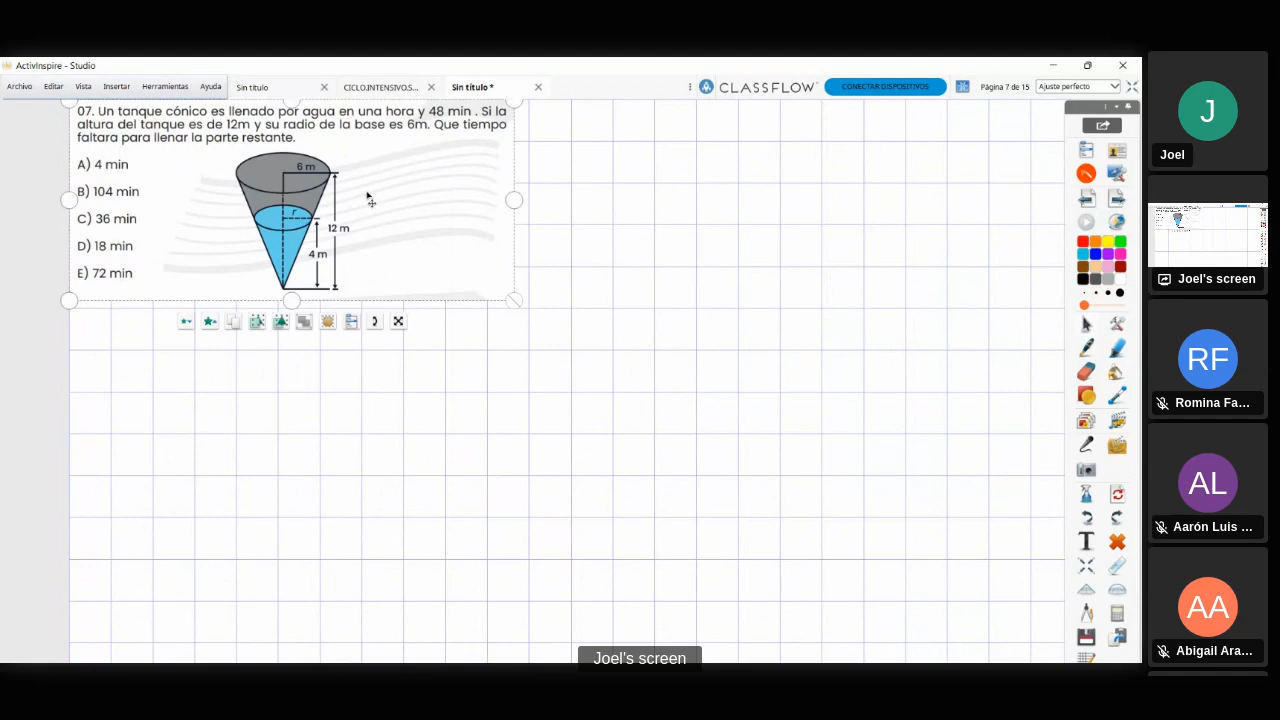 ActivInspire - Studio
Archivo Editar Vista Insertar Herramientas Ayuda
Sin título
CICLO.INTENSIVO.S...
Sin título *
CLASSFLOW
CONECTAR DISPOSITIVOS
Página 7 de 15
Ajuste perfecto
07. Un tanque cónico es llenado por agua en una hora y 48 min . Si la
altura del tanque es de 12m y su radio de la base es 6m. Que tiempo
faltara para llenar la parte restante.
A) 4 min
B) 104 min
C) 36 min
D) 18 min
E) 72 min
6 m
r
12 m
4 m
T
Joel's screen
J
Joel
Joel's screen
RF
Romina Fa...
AL
Aarón Luis ...
AA
Abigail Ara...